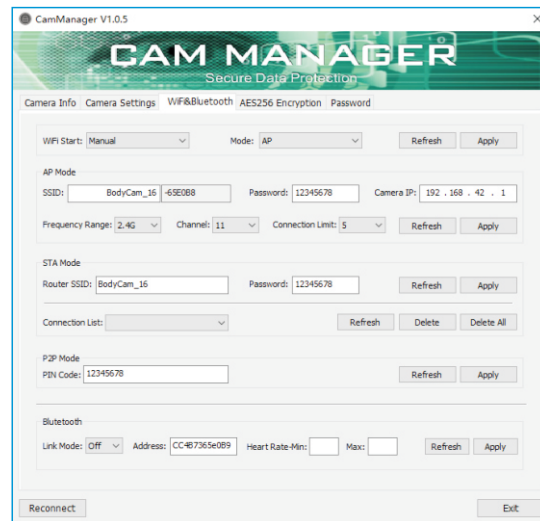 CamManager V1.0.5
CAM MANAGER
Secure Data Protection
Camera Info Camera Settings WiFi&Bluetooth AES256 Encryption Password
WiFi Start: Manual Mode: AP Refresh Apply
AP Mode
SSID: BodyCam_16 -65E0B8 Password: 12345678 Camera IP: 192 . 168 . 42 . 1
Frequency Range: 2.4G Channel: 11 Connection Limit: 5 Refresh Apply
STA Mode
Router SSID: BodyCam_16 Password: 12345678 Refresh Apply
Connection List: Refresh Delete Delete All
P2P Mode
PIN Code: 12345678 Refresh Apply
Blutetooth
Link Mode: Off Address: CC4B7365e0B9 Heart Rate-Min: Max: Refresh Apply
Reconnect Exit